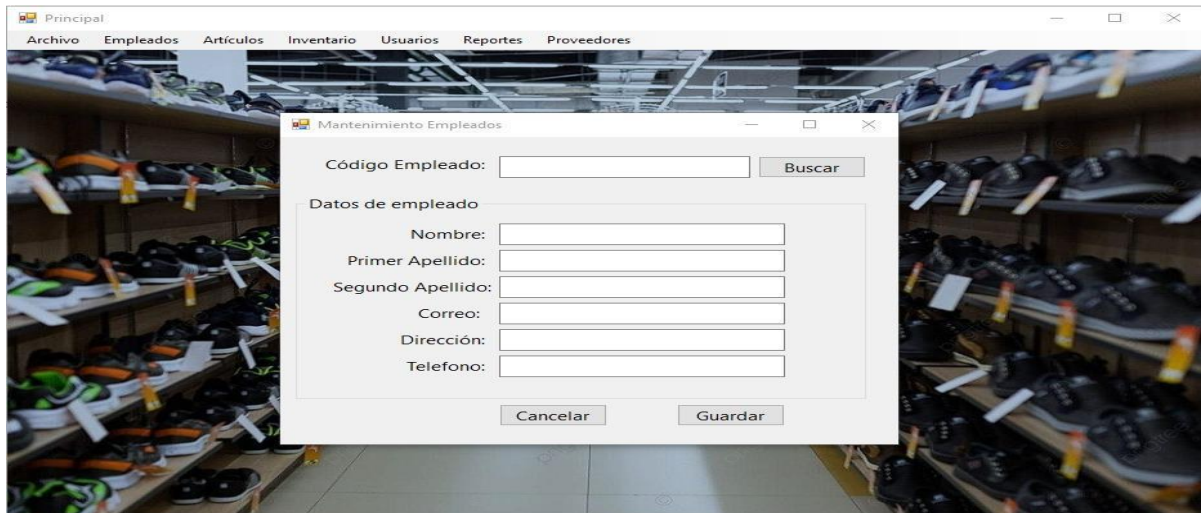 Principal
Archivo Empleados Artículos Inventario Usuarios Reportes Proveedores
Mantenimiento Empleados
Código Empleado:
Buscar
Datos de empleado
Nombre:
Primer Apellido:
Segundo Apellido:
Correo:
Dirección:
Telefono:
Cancelar Guardar